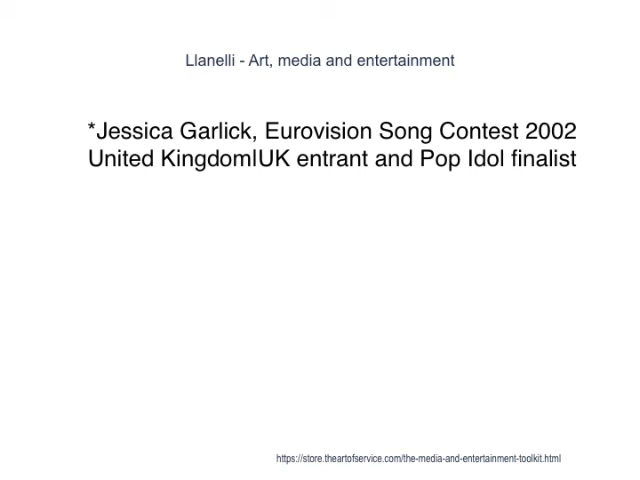 Llanelli - Art, media and entertainment
*Jessica Garlick, Eurovision Song Contest 2002
United Kingdom|UK entrant and Pop Idol finalist
https://store.theartofservice.com/the-media-and-entertainment-toolkit.html